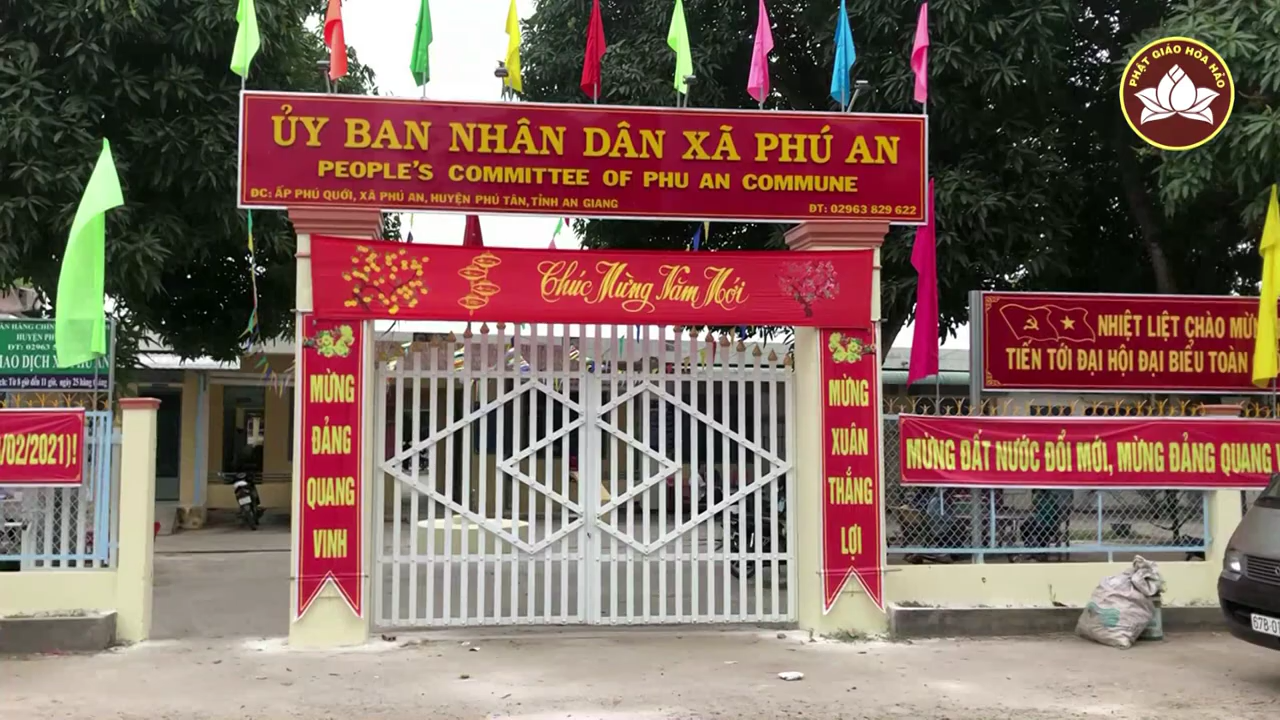 PHẬT GIÁO HÒA HẢO
ỦY BAN NHÂN DÂN XÃ PHÚ AN
PEOPLE'S COMMITTEE OF PHU AN COMMUNE
ĐC: ẤP PHÚ QUỚI, XÃ PHÚ AN, HUYỆN PHÚ TÂN, TỈNH AN GIANG
ĐT: 02963 829 622
Chúc Mừng Năm Mới
MỪNG
ĐẢNG
QUANG
VINH
MỪNG
XUÂN
THẮNG
LỢI
HUYỆN
ĐT: 02963
/02/2021)!
NHIỆT LIỆT CHÀO
TIẾN TỚI ĐẠI HỘI ĐẠI BIỂU TOÀN
MỪNG ĐẤT NƯỚC ĐỔI MỚI, MỪNG ĐẢNG QUANG